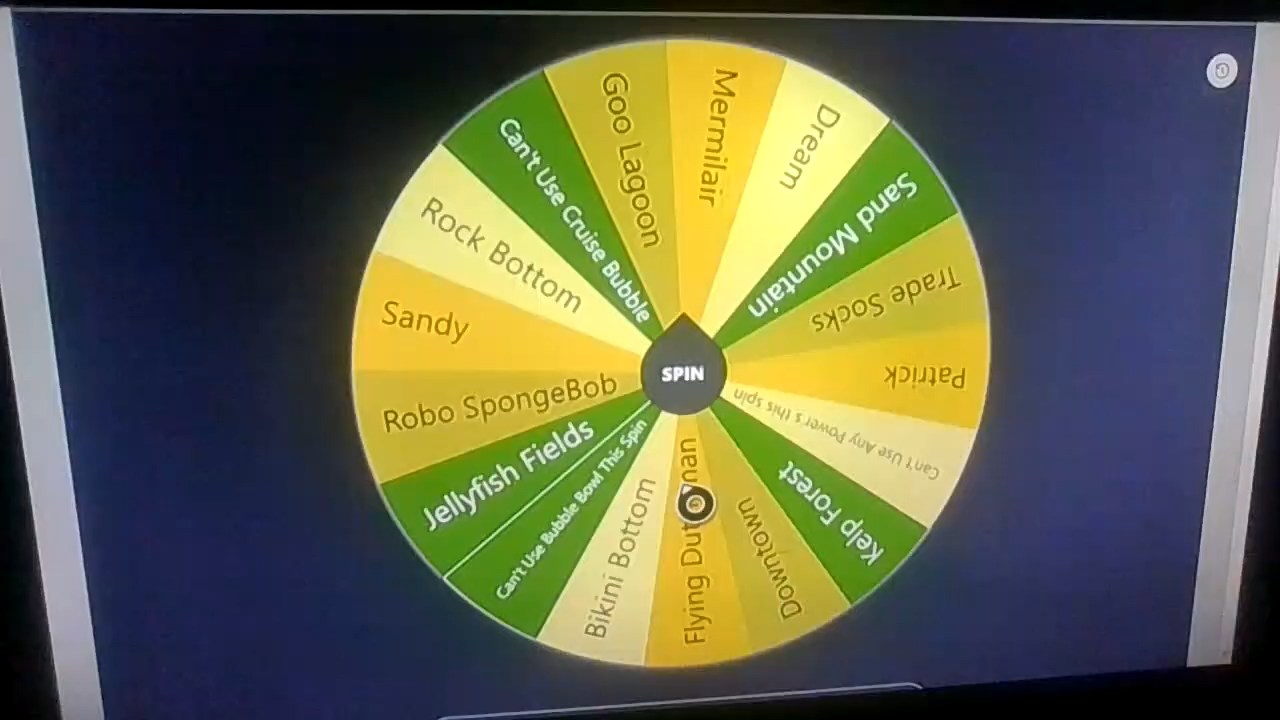 Goo Lagoon
Mermilair
Dream
Sand Mountain
Trade Socks
Patrick
Can't Use Any Power's this spin
Kelp Forest
Downtown
Flying Dut man
Bikini Bottom
Can't Use Bubble Bowl This Spin
Jellyfish Fields
Robo SpongeBob
Sandy
Rock Bottom
Can't Use Cruise Bubble
SPIN